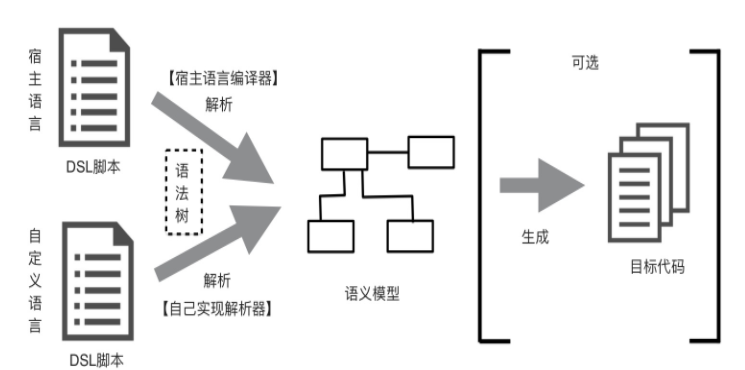 宿主语言
DSL脚本
【宿主语言编译器】
解析
语法树
自定义语言
DSL脚本
解析
【自己实现解析器】
语义模型
可选
生成
目标代码